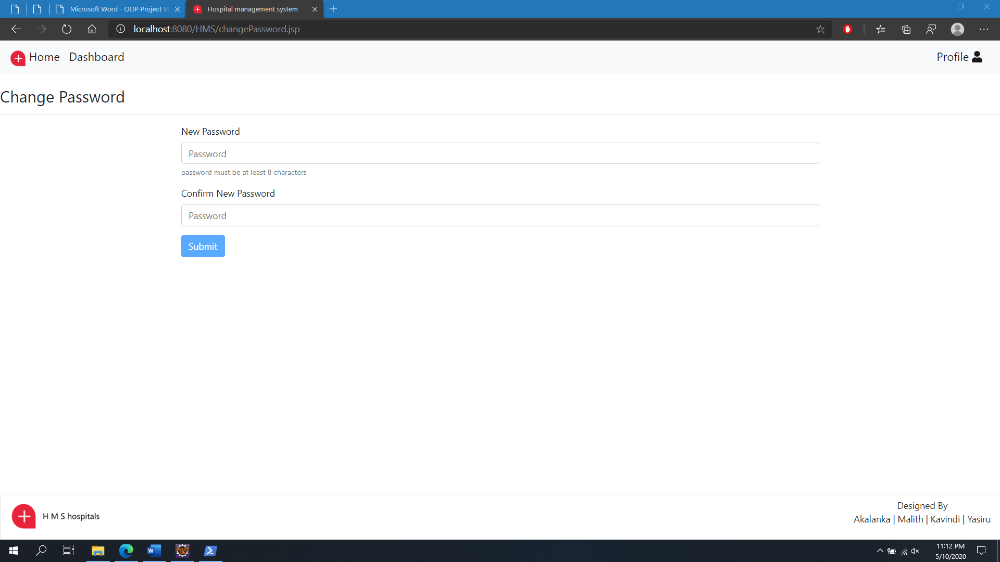 Microsoft Word - OOP Project V
Hospital management system
localhost:8080/HMS/changePassword.jsp
Home Dashboard Profile
Change Password
New Password
Password
password must be at least 8 characters
Confirm New Password
Password
Submit
H M S hospitals
Designed By
Akalanka | Malith | Kavindi | Yasiru
11:12 PM
5/10/2020